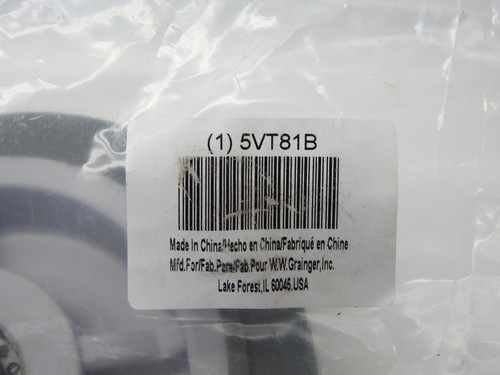 (1) 5VT81B
Made In China/Hecho en China/Fabriqué en Chine
Mfd.For/Fab.Para/Fab.Pour W.W.Grainger,Inc.
Lake Forest,IL 60045,USA